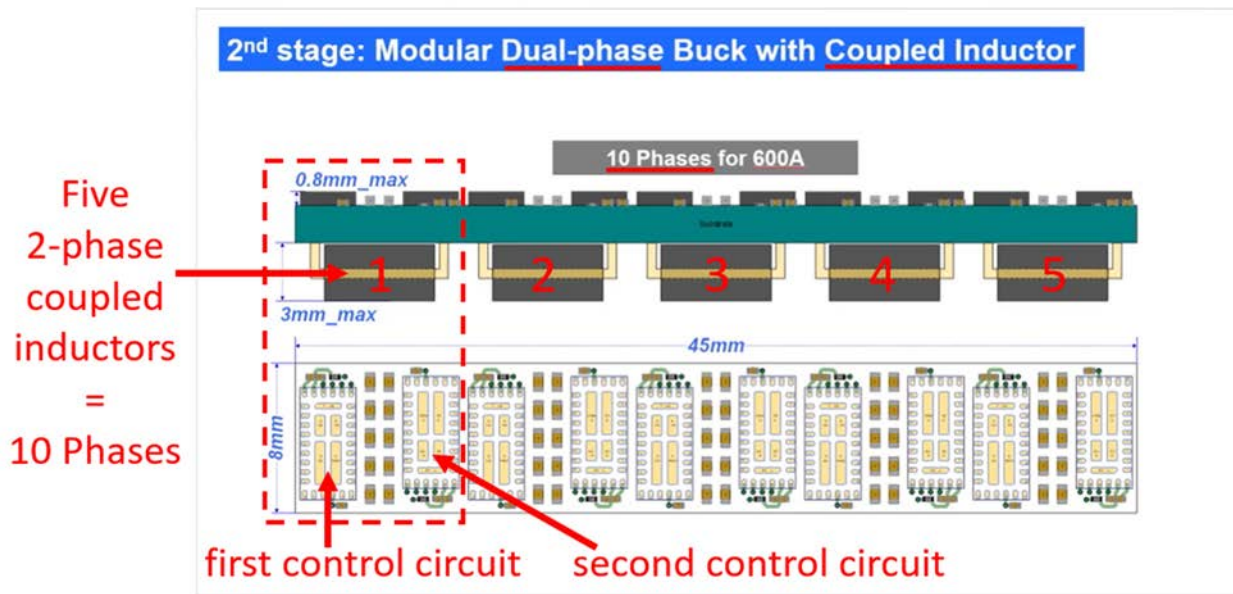 2nd stage: Modular Dual-phase Buck with Coupled Inductor
10 Phases for 600A
0.8mm_max
Five
2-phase
coupled
inductors
=
10 Phases
1
2
3
4
5
3mm_max
45mm
8mm
first control circuit
second control circuit